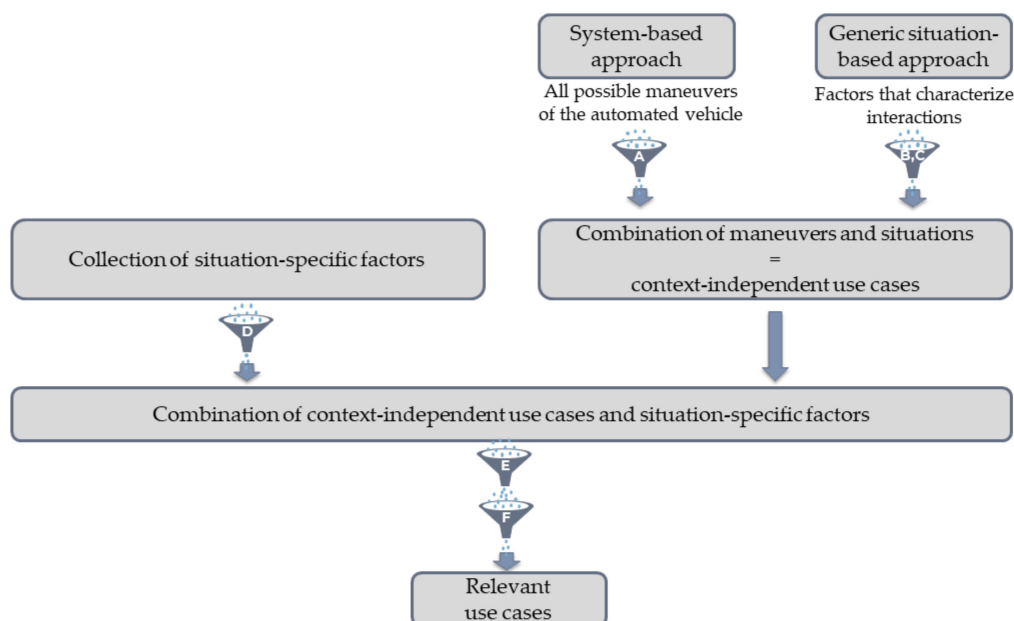 System-based
approach
Generic situation-
based approach
All possible maneuvers
of the automated vehicle
Factors that characterize
interactions
A
B,C
Collection of situation-specific factors
Combination of maneuvers and situations
=
context-independent use cases
D
Combination of context-independent use cases and situation-specific factors
E
F
Relevant
use cases